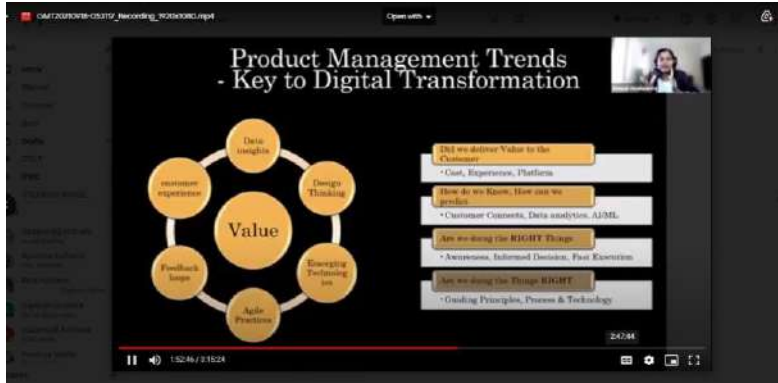 Open with
Product Management Trends
- Key to Digital Transformation
Data
insights
Design
Thinking
Emerging
Technolog
ies
Agile
Practices
Feedback
loops
customer
experience
Value
Did we deliver Value to the
Customer
• Cost, Experience, Platform
How do we Know, How can we
predict
• Customer Connects, Data analytics, AI/ML
Are we doing the RIGHT Things
• Awareness, Informed Decision, Fast Execution
Are we doing the Things RIGHT
• Guiding Principles, Process & Technology
2:47:44
1:52:46 / 3:15:24